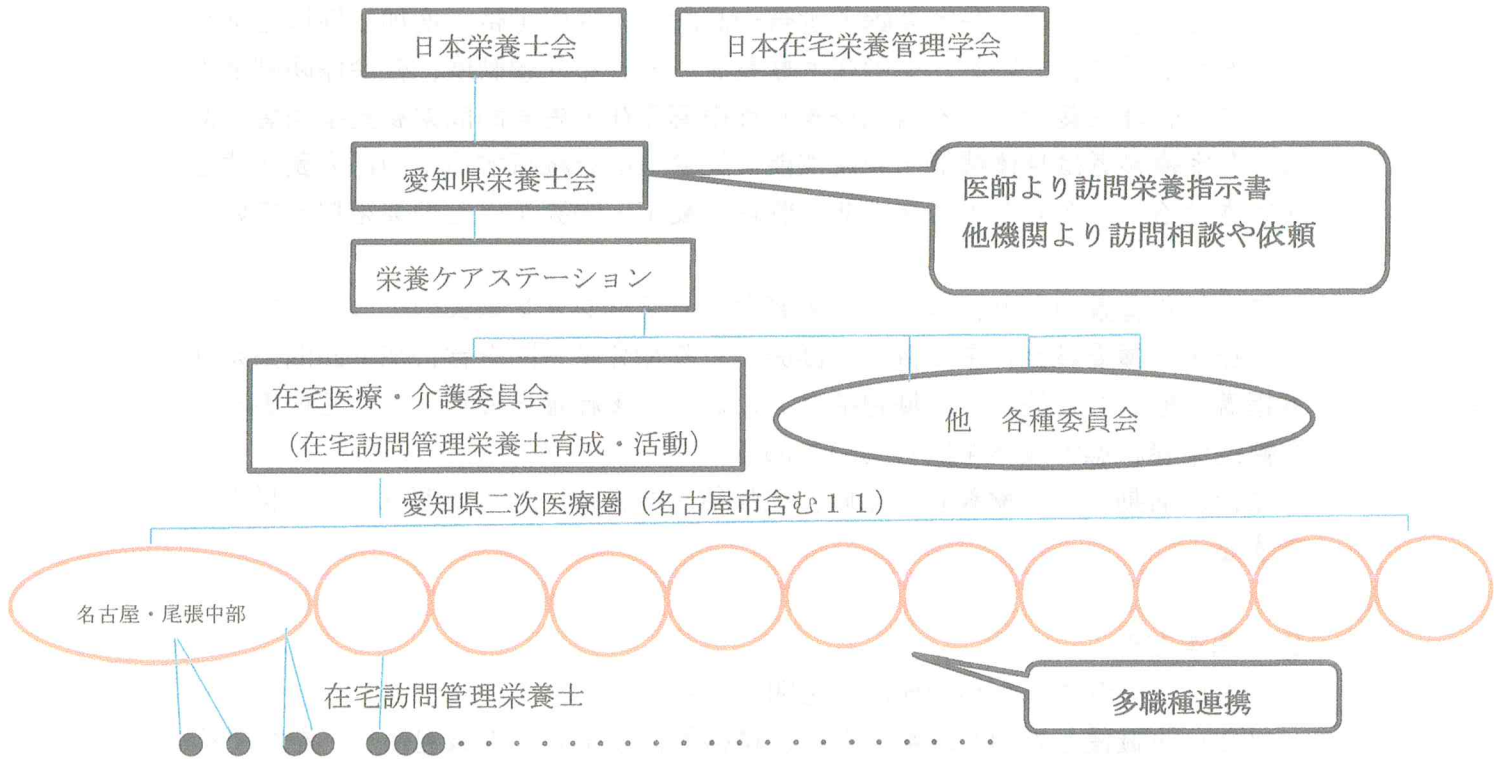 日本栄養士会
日本在宅栄養管理学会
愛知県栄養士会
医師より訪問栄養指示書
他機関より訪問相談や依頼
栄養ケアステーション
在宅医療・介護委員会
（在宅訪問管理栄養士育成・活動）
他　各種委員会
愛知県二次医療圏（名古屋市含む１１）
名古屋・尾張中部
在宅訪問管理栄養士
多職種連携